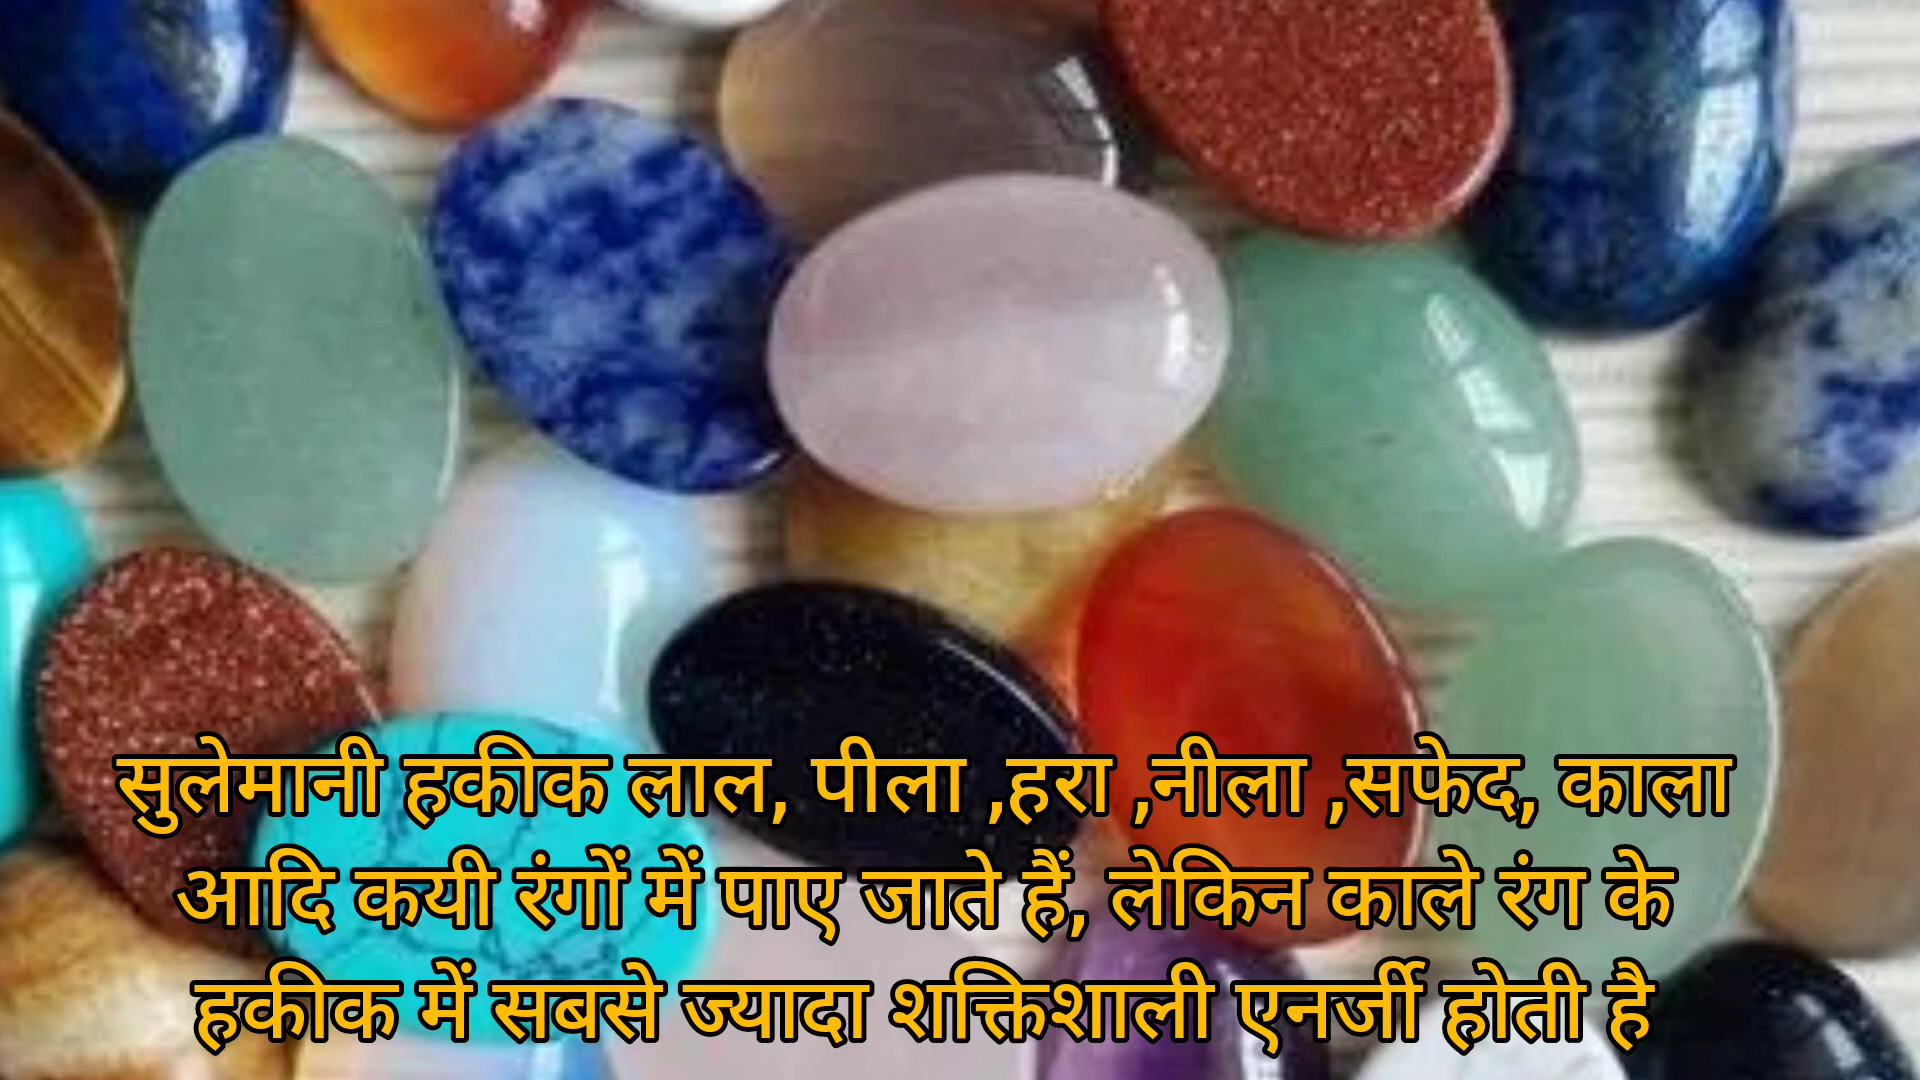 सुलेमानी हकीक लाल, पीला ,हरा ,नीला ,सफेद, काला
आदि कयी रंगों में पाए जाते हैं, लेकिन काले रंग के
हकीक में सबसे ज्यादा शक्तिशाली एनर्जी होती है